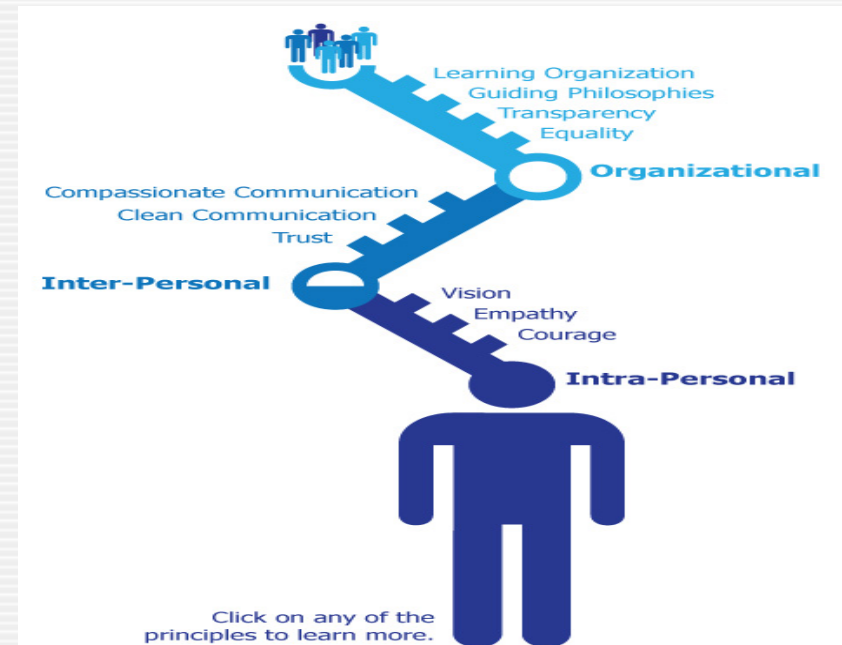 Learning Organization
Guiding Philosophies
Transparency
Equality
Organizational
Compassionate Communication
Clean Communication
Trust
Inter-Personal
Vision
Empathy
Courage
Intra-Personal
Click on any of the
principles to learn more.